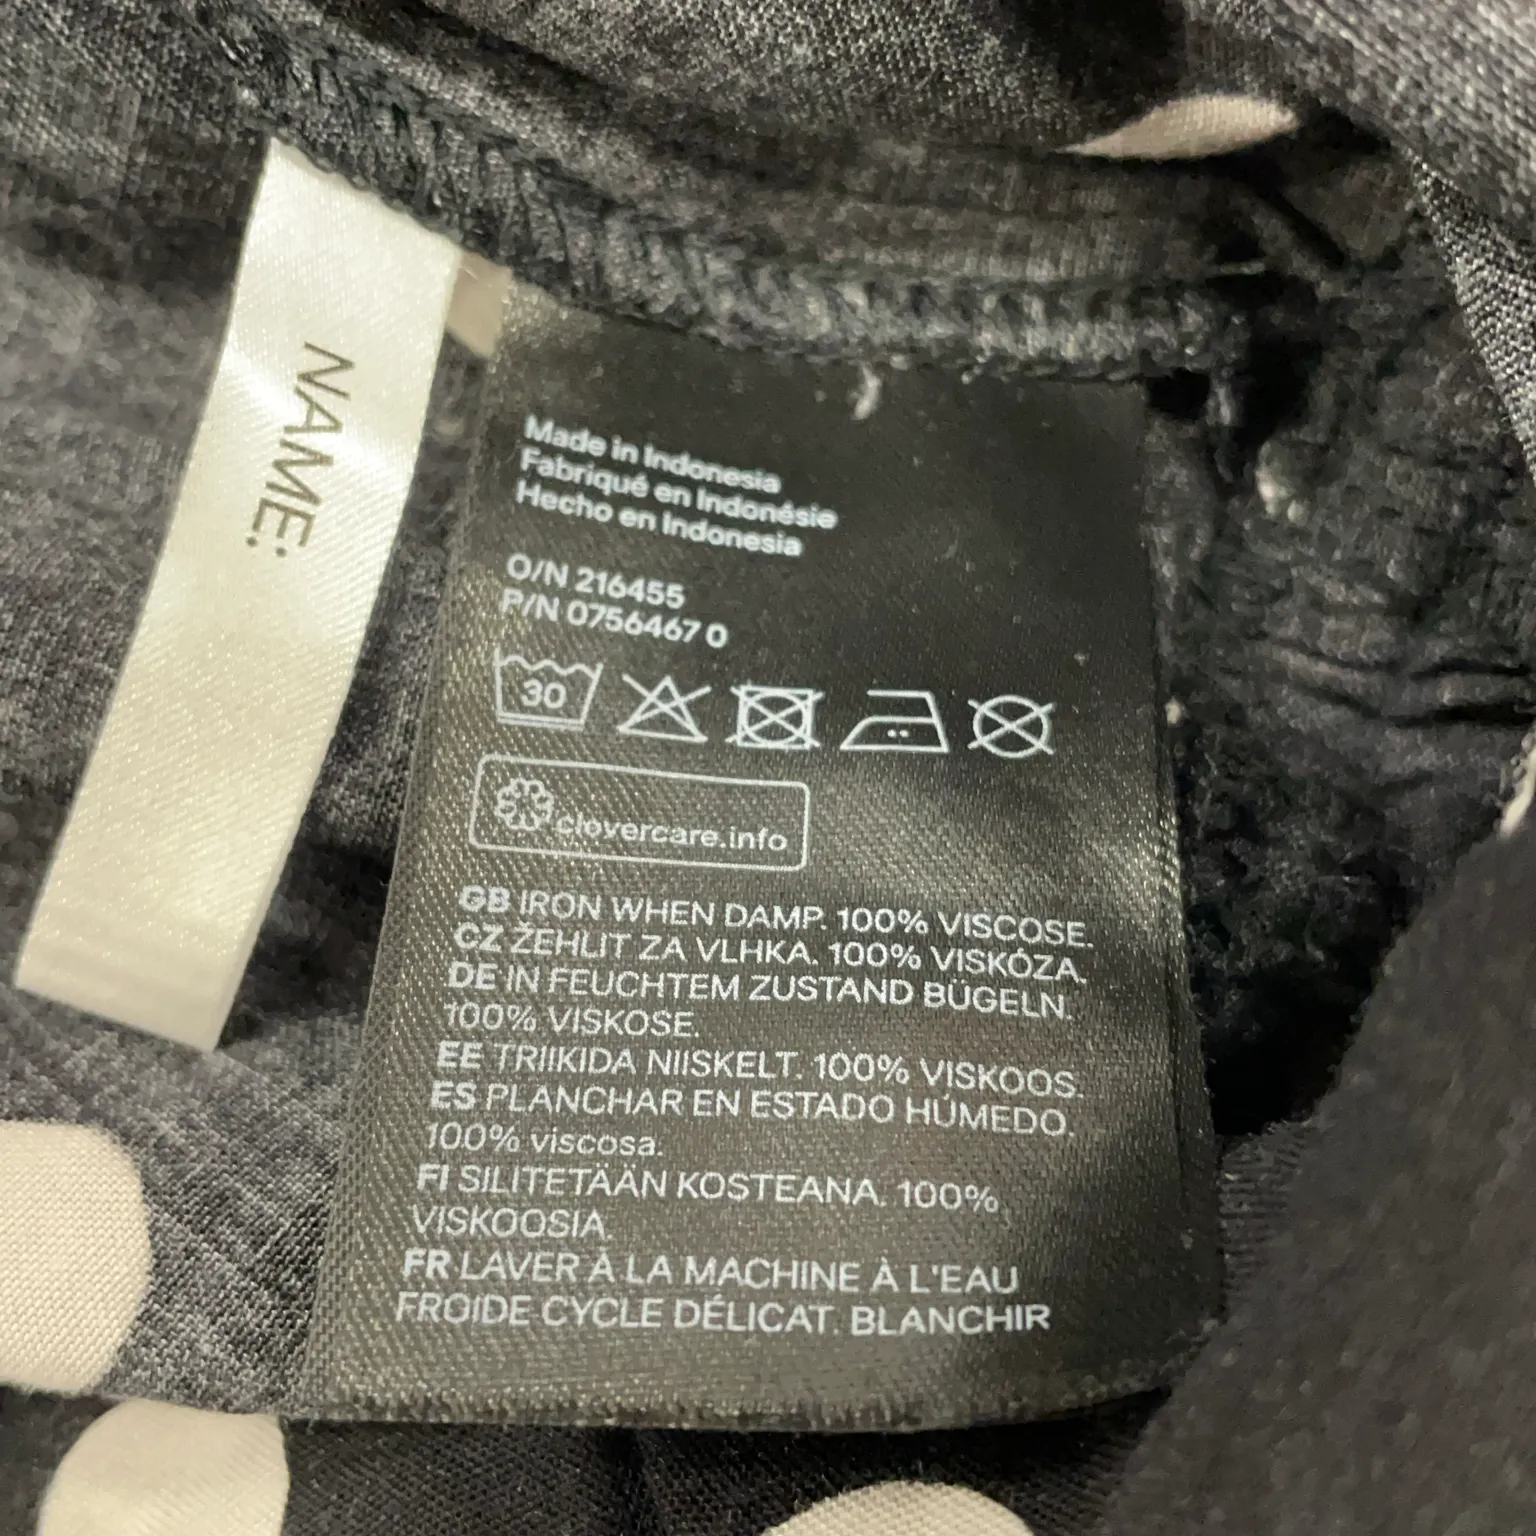 NAME:
Made in Indonesia
Fabriqué en Indonésie
Hecho en Indonesia
O/N 216455
P/N 0756467 0
30
clovercare.info
GB IRON WHEN DAMP. 100% VISCOSE.
CZ ŽEHLIT ZA VLHKA. 100% VISKÓZA.
DE IN FEUCHTEM ZUSTAND BÜGELN.
100% VISKOSE.
EE TRIIKIDA NIISKELT. 100% VISKOOS.
ES PLANCHAR EN ESTADO HÚMEDO.
100% viscosa.
FI SILITETÄÄN KOSTEANA. 100%
VISKOOSIA.
FR LAVER À LA MACHINE À L'EAU
FROIDE CYCLE DÉLICAT. BLANCHIR